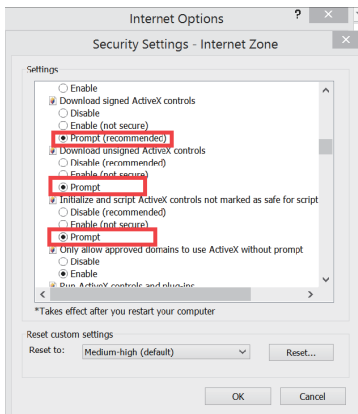 Internet Options
?
Security Settings - Internet Zone
Settings
Enable
Download signed ActiveX controls
Disable
Enable (not secure)
Prompt (recommended)
Download unsigned ActiveX controls
Disable (recommended)
Enable (not secure)
Prompt
Initialize and script ActiveX controls not marked as safe for script
Disable (recommended)
Enable (not secure)
Prompt
Only allow approved domains to use ActiveX without prompt
Disable
Enable
Run ActiveX controls and plug-ins
*Takes effect after you restart your computer
Reset custom settings
Reset to: Medium-high (default) Reset...
OK Cancel